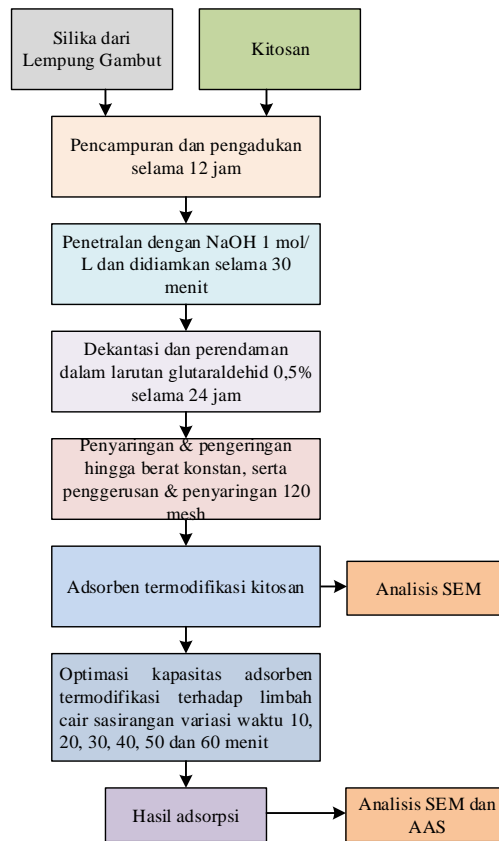 Silika dari
Lempung Gambut
Kitosan
Pencampuran dan pengadukan
selama 12 jam
Penetralan dengan NaOH 1 mol/
L dan didiamkan selama 30
menit
Dekantasi dan perendaman
dalam larutan glutaraldehid 0,5%
selama 24 jam
Penyaringan & pengeringan
hingga berat konstan, serta
penggerusan & penyaringan 120
mesh
Adsorben termodifikasi kitosan
Analisis SEM
Optimasi kapasitas adsorben
termodifikasi terhadap limbah
cair sasirangan variasi waktu 10,
20, 30, 40, 50 dan 60 menit
Hasil adsorpsi
Analisis SEM dan
AAS